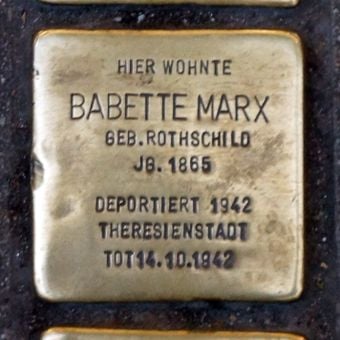 HIER WOHNTE
BABETTE MARX
GEB. ROTHSCHILD
JG. 1865
DEPORTIERT 1942
THERESIENSTADT
TOT 14.10.1942